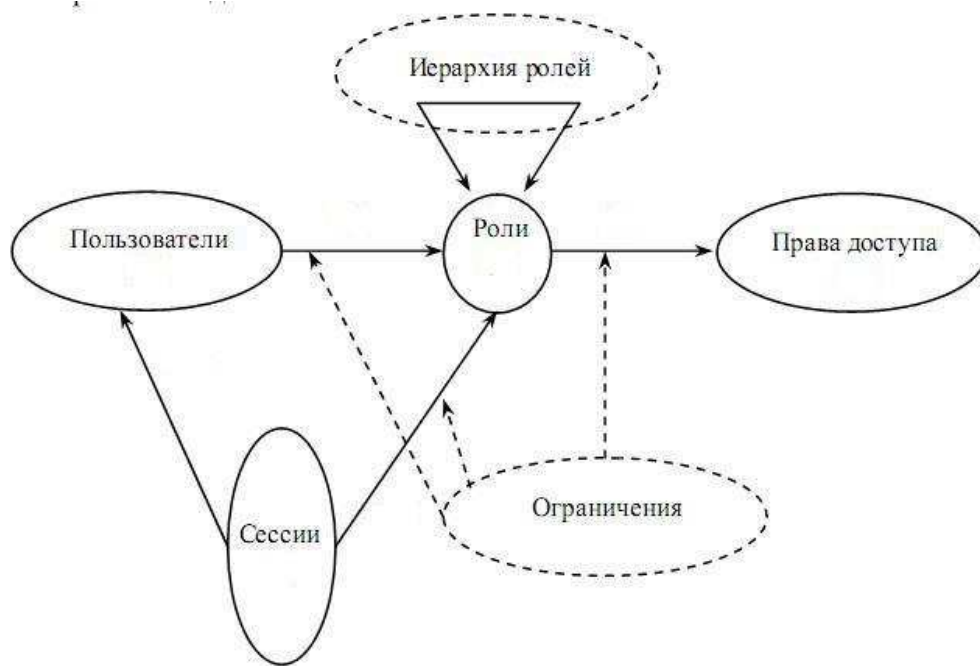 Иерархия ролей
Пользователи
Роли
Права доступа
Сессии
Ограничения